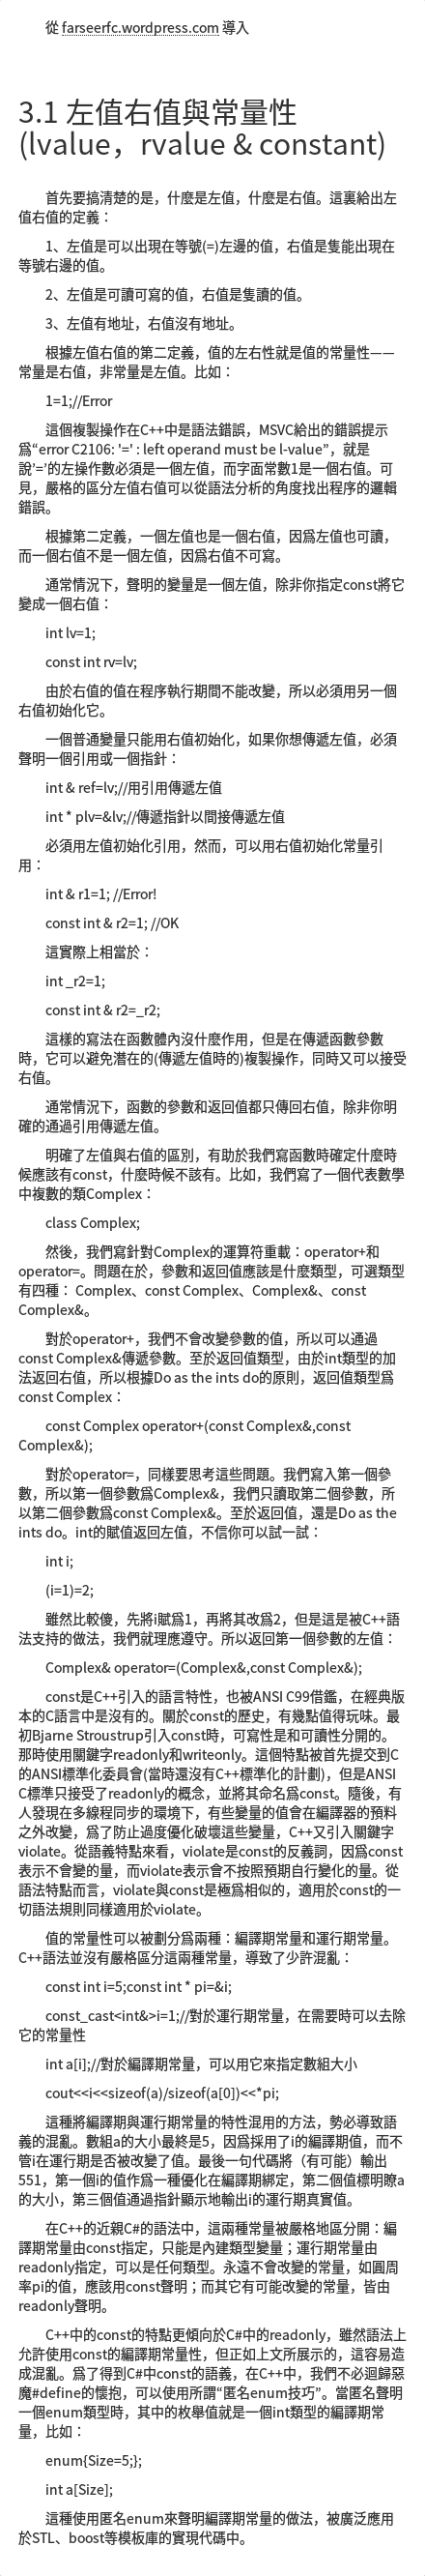 從 farseerfc.wordpress.com 導入
3.1 左值右值與常量性
(lvalue，rvalue & constant)
首先要搞清楚的是，什麼是左值，什麼是右值。這裏給出左
值右值的定義：
1、左值是可以出現在等號(=)左邊的值，右值是隻能出現在
等號右邊的值。
2、左值是可讀可寫的值，右值是隻讀的值。
3、左值有地址，右值沒有地址。
根據左值右值的第二定義，值的左右性就是值的常量性——
常量是右值，非常量是左值。比如：
1=1;//Error
這個複製操作在C++中是語法錯誤，MSVC給出的錯誤提示
爲“error C2106: '=' : left operand must be l-value”，就是
說’=’的左操作數必須是一個左值，而字面常數1是一個右值。可
見，嚴格的區分左值右值可以從語法分析的角度找出程序的邏輯
錯誤。
根據第二定義，一個左值也是一個右值，因爲左值也可讀，
而一個右值不是一個左值，因爲右值不可寫。
通常情況下，聲明的變量是一個左值，除非你指定const將它
變成一個右值：
int lv=1;
const int rv=lv;
由於右值的值在程序執行期間不能改變，所以必須用另一個
右值初始化它。
一個普通變量只能用右值初始化，如果你想傳遞左值，必須
聲明一個引用或一個指針：
int & ref=lv;//用引用傳遞左值
int * plv=&lv;//傳遞指針以間接傳遞左值
必須用左值初始化引用，然而，可以用右值初始化常量引
用：
int & r1=1; //Error!
const int & r2=1; //OK
這實際上相當於：
int _r2=1;
const int & r2=_r2;
這樣的寫法在函數體內沒什麼作用，但是在傳遞函數參數
時，它可以避免潛在的(傳遞左值時的)複製操作，同時又可以接受
右值。
通常情況下，函數的參數和返回值都只傳回右值，除非你明
確的通過引用傳遞左值。
明確了左值與右值的區別，有助於我們寫函數時確定什麼時
候應該有const，什麼時候不該有。比如，我們寫了一個代表數學
中複數的類Complex：
class Complex;
然後，我們寫針對Complex的運算符重載：operator+和
operator=。問題在於，參數和返回值應該是什麼類型，可選類型
有四種： Complex、const Complex、Complex&、const
Complex&。
對於operator+，我們不會改變參數的值，所以可以通過
const Complex&傳遞參數。至於返回值類型，由於int類型的加
法返回右值，所以根據Do as the ints do的原則，返回值類型爲
const Complex：
const Complex operator+(const Complex&,const
Complex&);
對於operator=，同樣要思考這些問題。我們寫入第一個參
數，所以第一個參數爲Complex&，我們只讀取第二個參數，所
以第二個參數爲const Complex&。至於返回值，還是Do as the
ints do。int的賦值返回左值，不信你可以試一試：
int i;
(i=1)=2;
雖然比較傻，先將i賦爲1，再將其改爲2，但是這是被C++語
法支持的做法，我們就理應遵守。所以返回第一個參數的左值：
Complex& operator=(Complex&,const Complex&);
const是C++引入的語言特性，也被ANSI C99借鑑，在經典版
本的C語言中是沒有的。關於const的歷史，有幾點值得玩味。最
初Bjarne Stroustrup引入const時，可寫性是和可讀性分開的。
那時使用關鍵字readonly和writeonly。這個特點被首先提交到C
的ANSI標準化委員會(當時還沒有C++標準化的計劃)，但是ANSI
C標準只接受了readonly的概念，並將其命名爲const。隨後，有
人發現在多線程同步的環境下，有些變量的值會在編譯器的預料
之外改變，爲了防止過度優化破壞這些變量，C++又引入關鍵字
violate。從語義特點來看，violate是const的反義詞，因爲const
表示不會變的量，而violate表示會不按照預期自行變化的量。從
語法特點而言，violate與const是極爲相似的，適用於const的一
切語法規則同樣適用於violate。
值的常量性可以被劃分爲兩種：編譯期常量和運行期常量。
C++語法並沒有嚴格區分這兩種常量，導致了少許混亂：
const int i=5;const int * pi=&i;
const_cast<int&>i=1;//對於運行期常量，在需要時可以去除
它的常量性
int a[i];//對於編譯期常量，可以用它來指定數組大小
cout<<i<<sizeof(a)/sizeof(a[0])<<*pi;
這種將編譯期與運行期常量的特性混用的方法，勢必導致語
義的混亂。數組a的大小最終是5，因爲採用了i的編譯期值，而不
管i在運行期是否被改變了值。最後一句代碼將（有可能）輸出
551，第一個i的值作爲一種優化在編譯期綁定，第二個值標明瞭a
的大小，第三個值通過指針顯示地輸出i的運行期真實值。
在C++的近親C#的語法中，這兩種常量被嚴格地區分開：編
譯期常量由const指定，只能是內建類型變量；運行期常量由
readonly指定，可以是任何類型。永遠不會改變的常量，如圓周
率pi的值，應該用const聲明；而其它有可能改變的常量，皆由
readonly聲明。
C++中的const的特點更傾向於C#中的readonly，雖然語法上
允許使用const的編譯期常量性，但正如上文所展示的，這容易造
成混亂。爲了得到C#中const的語義，在C++中，我們不必迴歸惡
魔#define的懷抱，可以使用所謂“匿名enum技巧”。當匿名聲明
一個enum類型時，其中的枚舉值就是一個int類型的編譯期常
量，比如：
enum{Size=5;};
int a[Size];
這種使用匿名enum來聲明編譯期常量的做法，被廣泛應用
於STL、boost等模板庫的實現代碼中。